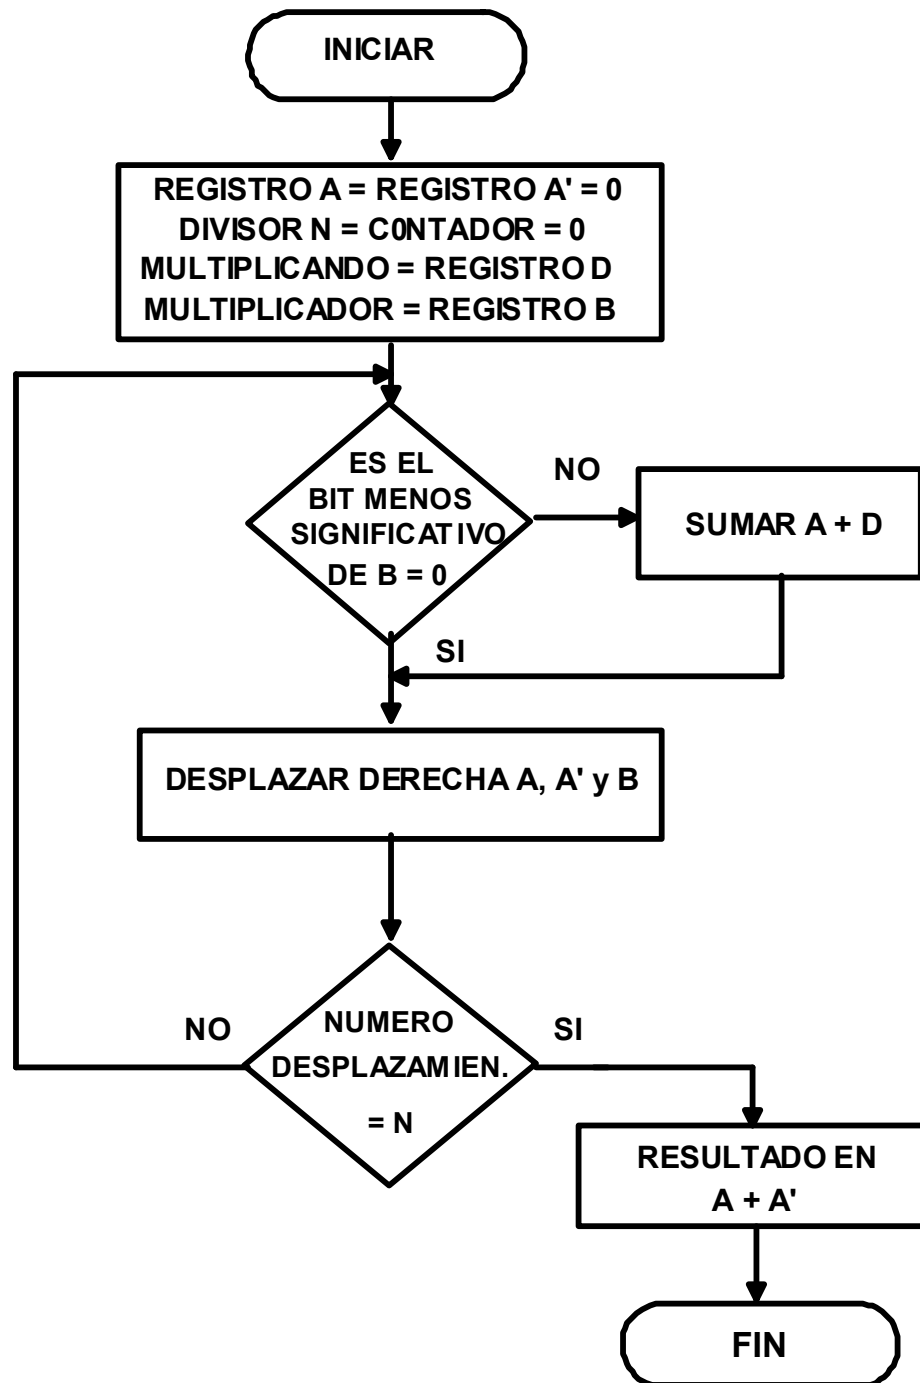 INICIAR
REGISTRO A = REGISTRO A' = 0
DIVISOR N = C0NTADOR = 0
MULTIPLICANDO = REGISTRO D
MULTIPLICADOR = REGISTRO B
ES EL
BIT MENOS
SIGNIFICATIVO
DE B = 0
NO
SUMAR A + D
SI
DESPLAZAR DERECHA A, A' y B
NUMERO
DESPLAZAMIEN.
= N
NO
SI
RESULTADO EN
A + A'
FIN